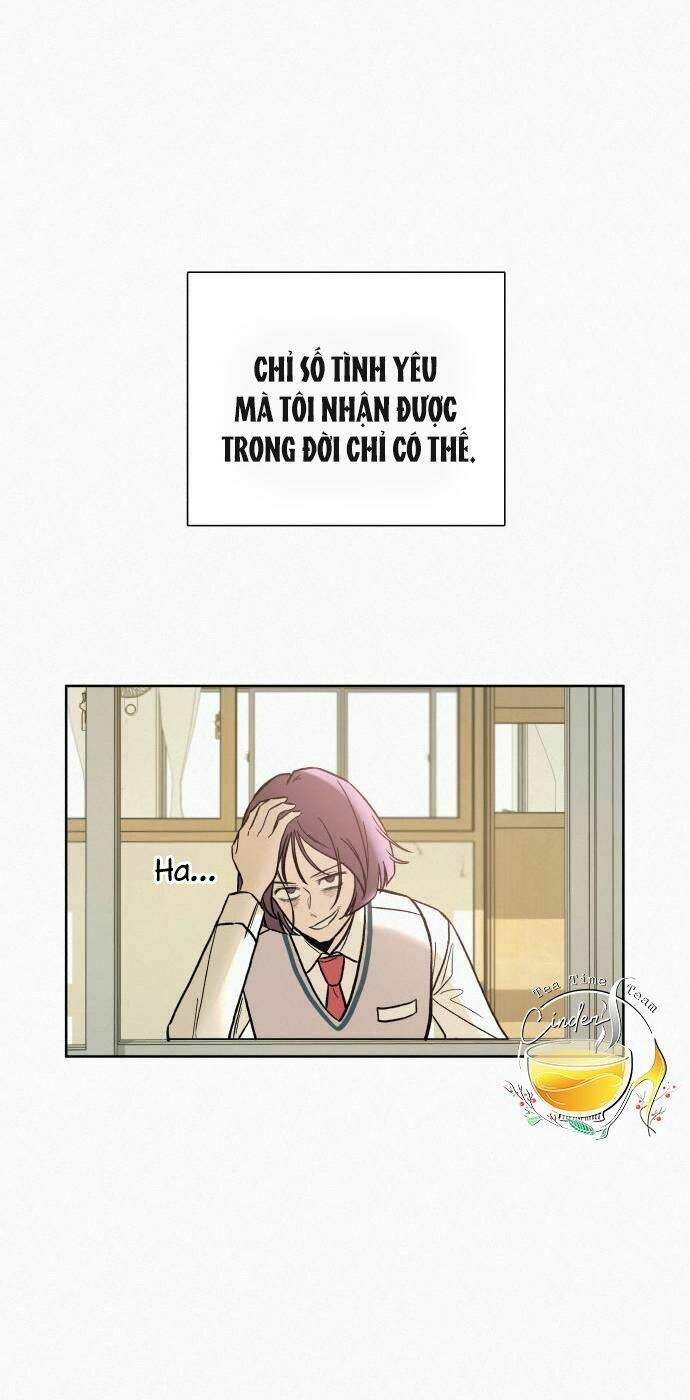 CHỈ SỐ TÌNH YÊU
MÀ TÔI NHẬN ĐƯỢC
TRONG ĐỜI CHỈ CÓ THẾ.
Ha...
Tea Time Team
Cinder